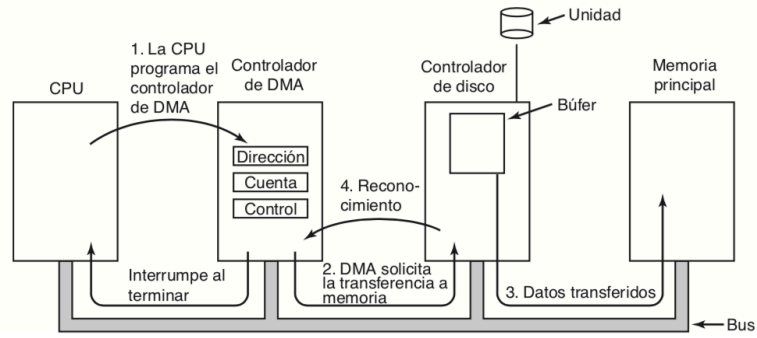 Unidad
1. La CPU
programa el
controlador
de DMA
CPU
Controlador
de DMA
Controlador
de disco
Memoria
principal
Búfer
Dirección
Cuenta
Control
4. Recono-
cimiento
Interrumpe al
terminar
2. DMA solicita
la transferencia a
memoria
3. Datos transferidos
Bus